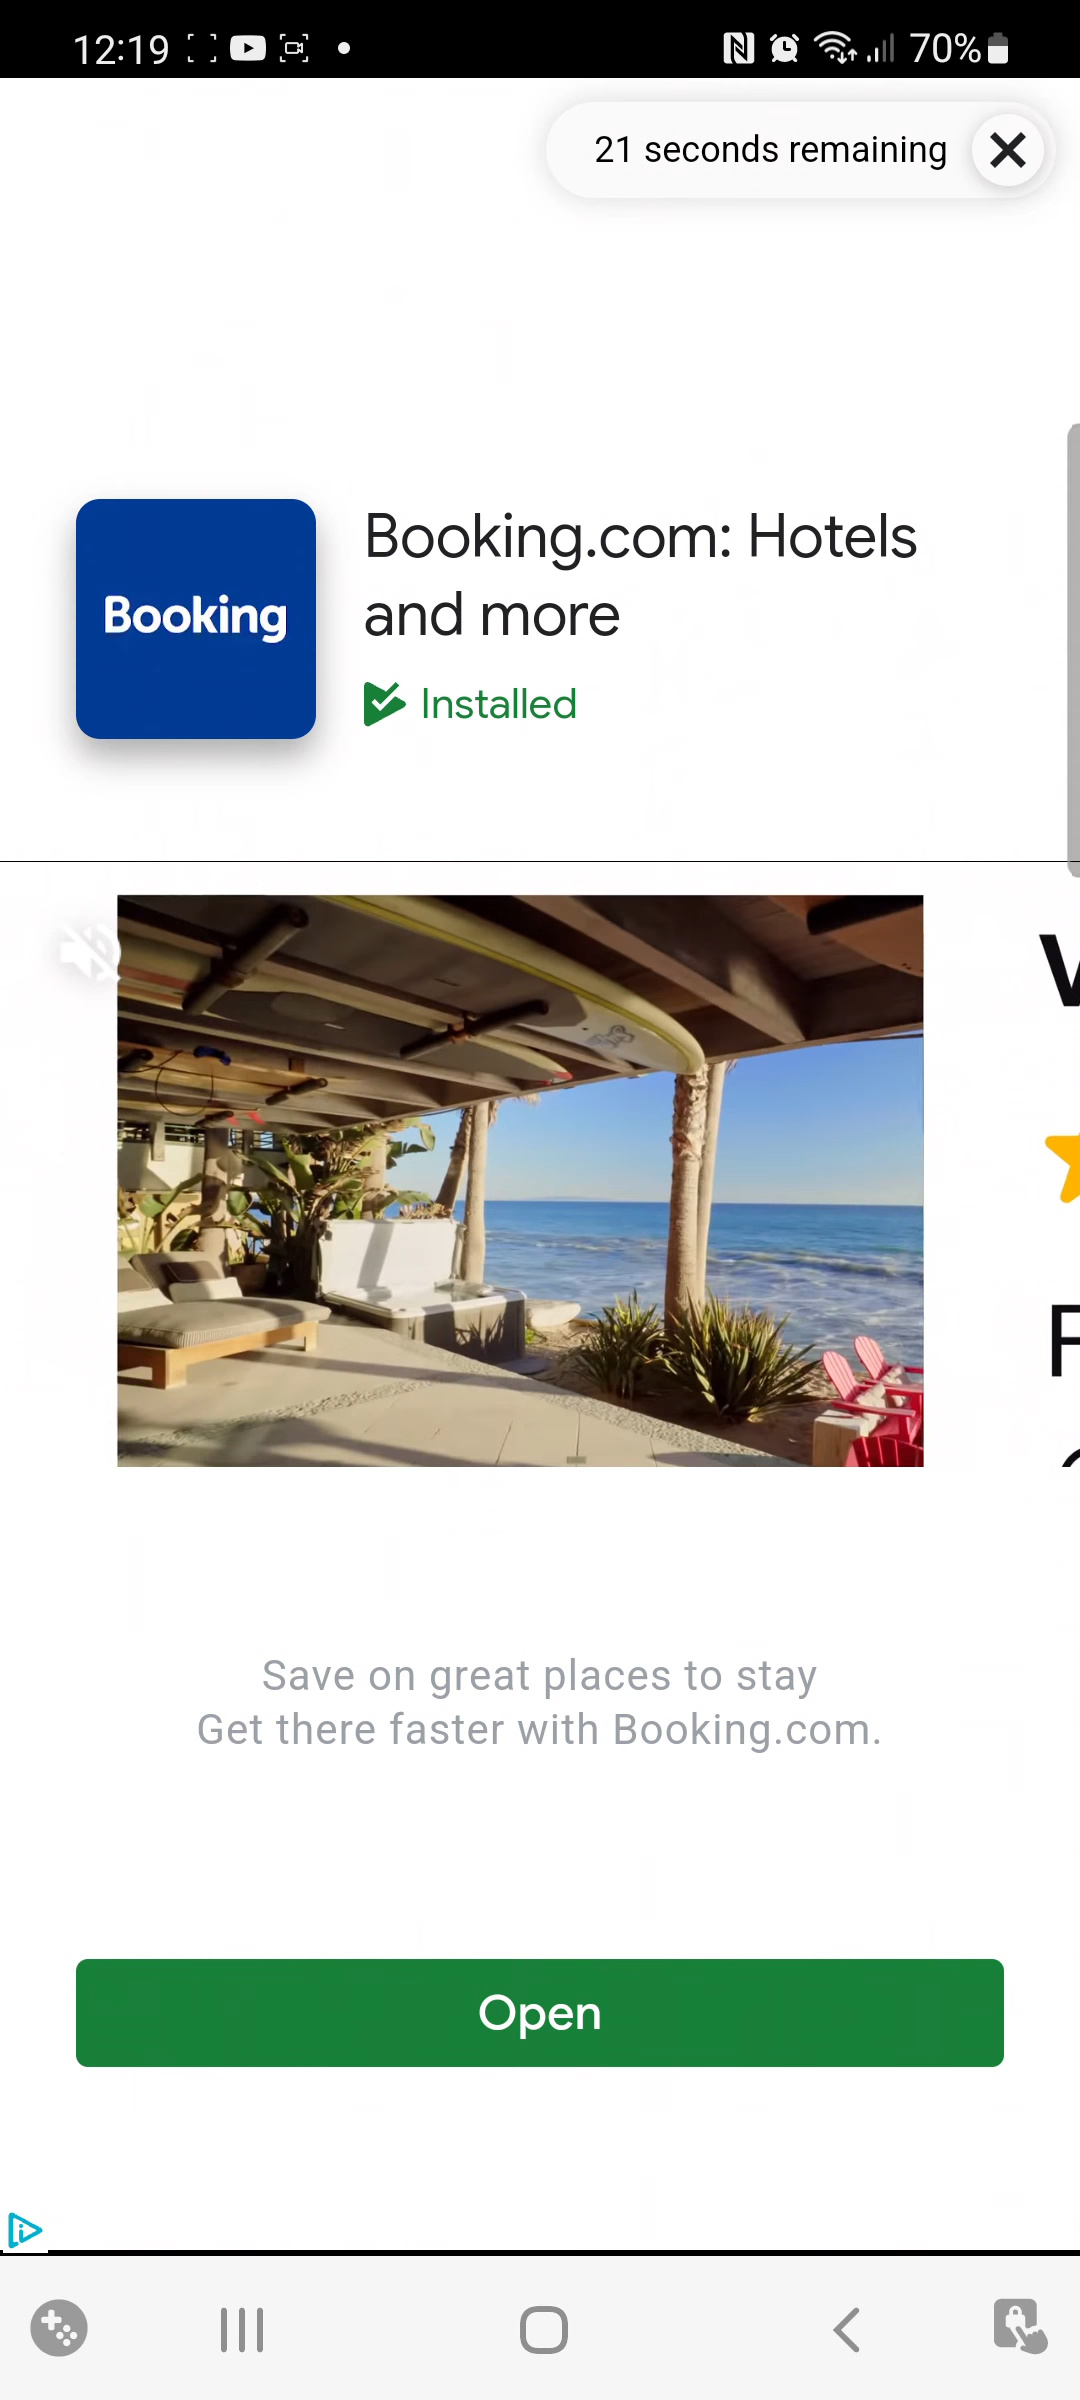 12:19 70%
21 seconds remaining
Booking
Booking.com: Hotels
and more
Installed
V
F
Save on great places to stay
Get there faster with Booking.com.
Open